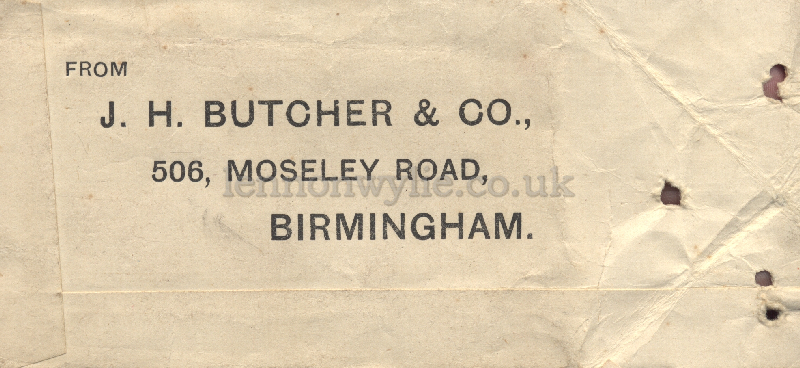 FROM
J. H. BUTCHER & CO.,
506, MOSELEY ROAD,
lennonwylie.co.uk
BIRMINGHAM.